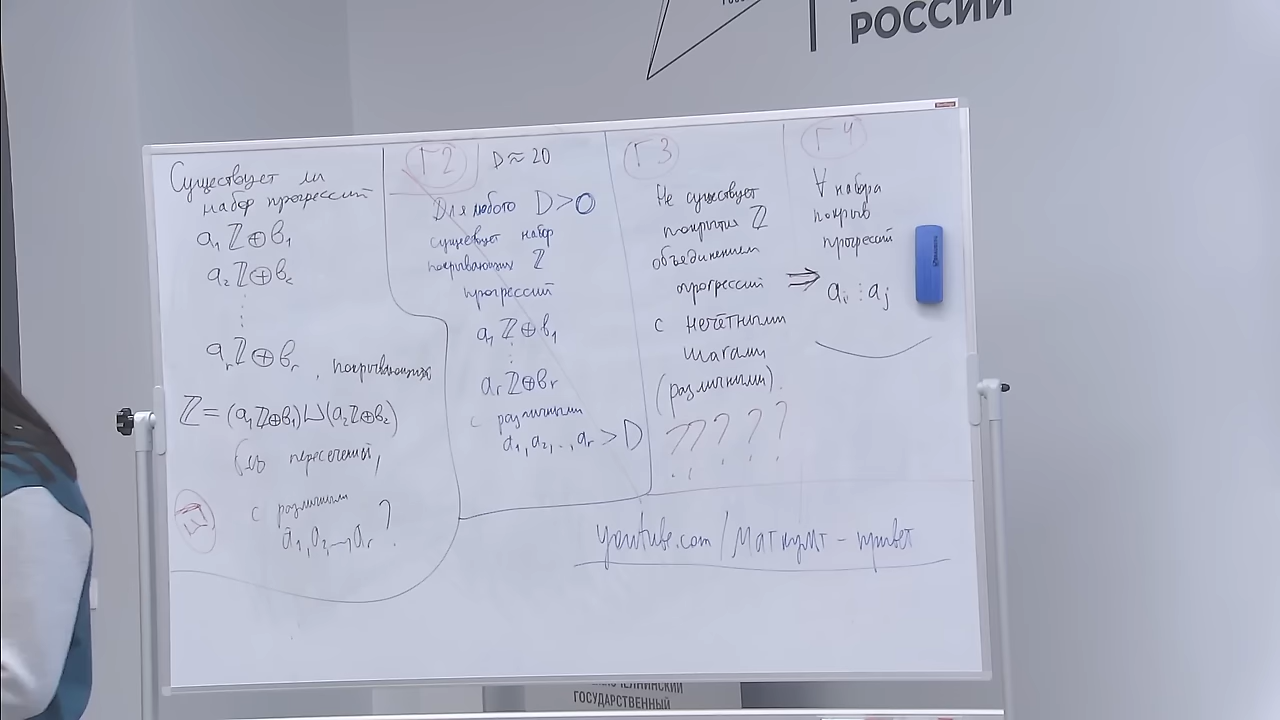 РОССИИ
Существует ли
набор прогрессий
a₁ℤ⊕b₁
a₂ℤ⊕b₂
⋮
aᵣℤ⊕bᵣ, покрывающих
ℤ=(a₁ℤ⊕b₁)⊔(a₂ℤ⊕b₂)
без пересечений,
с различными
a₁,a₂,…,aᵣ?
Г2
D≈20
Для любого D>0
существует набор
покрывающих ℤ
прогрессий
a₁ℤ⊕b₁
⋮
aᵣℤ⊕bᵣ
с различными
a₁,a₂,..,aᵣ>D
Г3
Не существует
покрытия ℤ
объединением
прогрессий
с нечётными
шагами
(различными).
?????
Г4
∀ набора
покрыв
прогрессий
⇒ aᵢ⋮aⱼ
youtube.com/Маткульт-привет
ГОСУДАРСТВЕННЫЙ